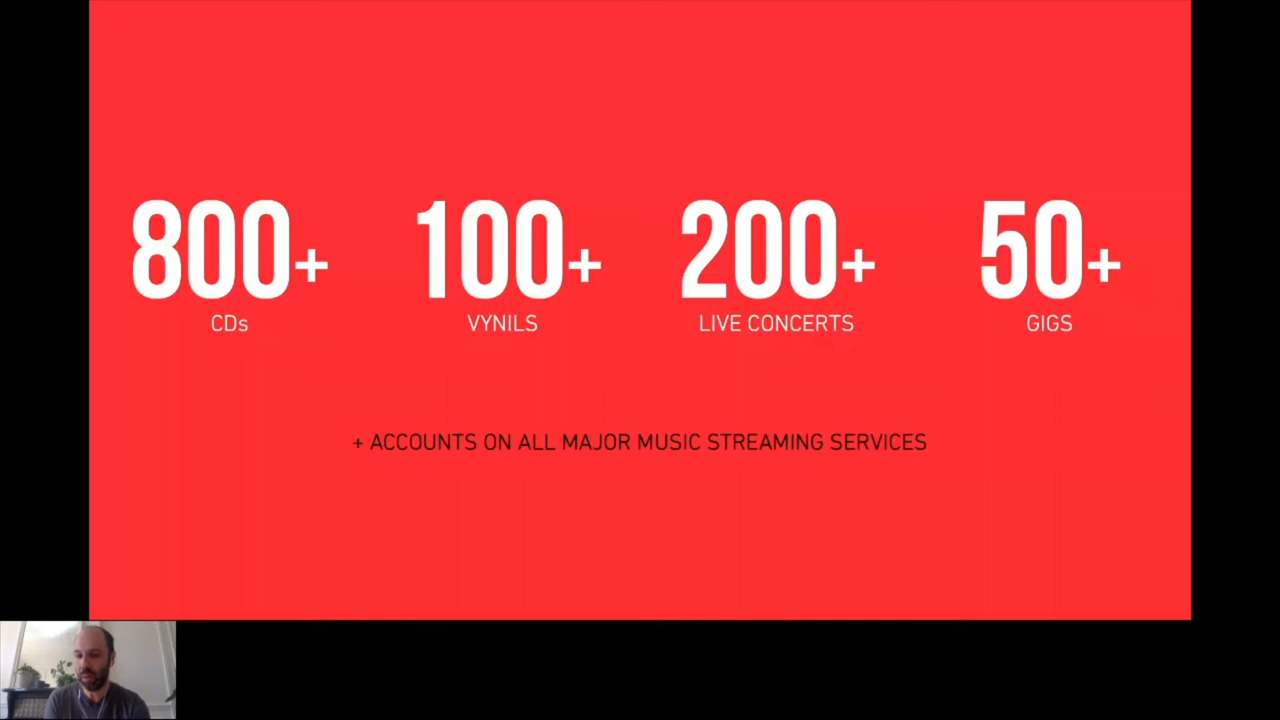 800+ 100+ 200+ 50+
CDs VYNILS LIVE CONCERTS GIGS
+ ACCOUNTS ON ALL MAJOR MUSIC STREAMING SERVICES